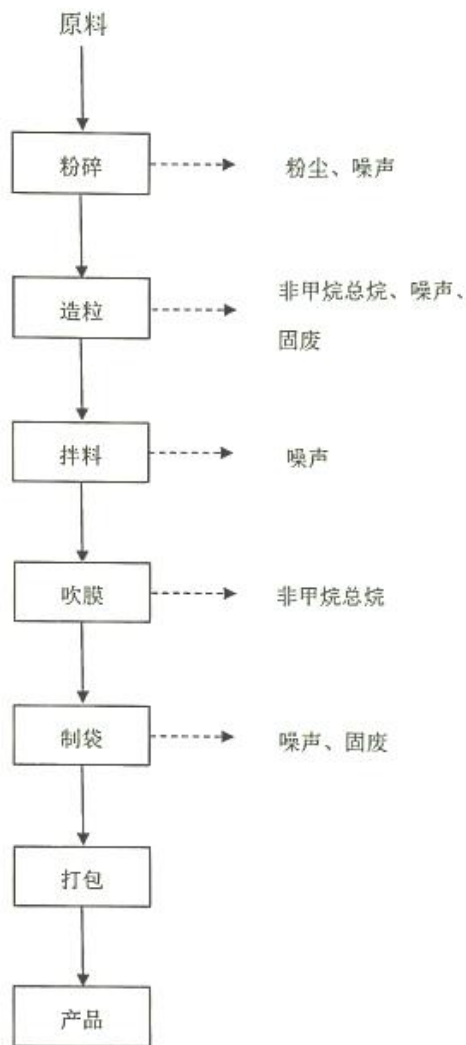 原料
粉碎
粉尘、噪声
造粒
非甲烷总烷、噪声、
固废
拌料
噪声
吹膜
非甲烷总烷
制袋
噪声、固废
打包
产品